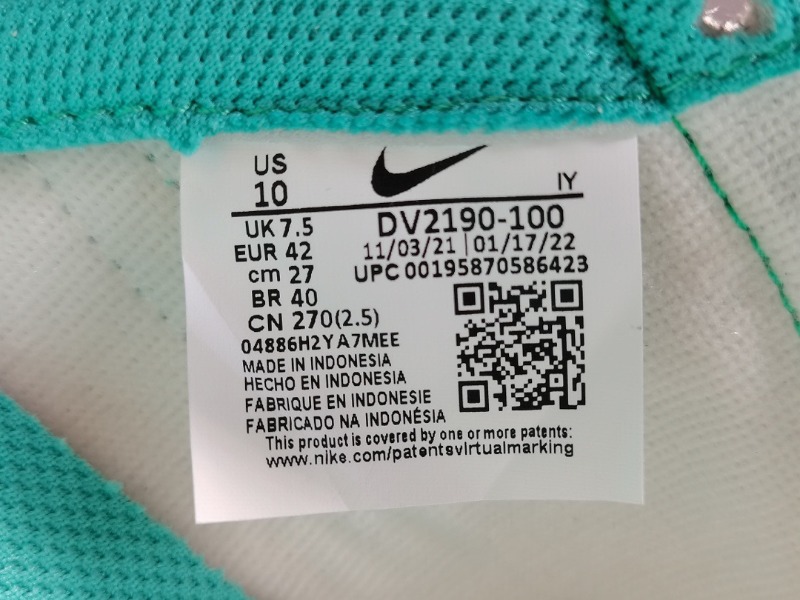 US
10
IY
UK 7.5
EUR 42
cm 27
BR 40
CN 270(2.5)
DV2190-100
11/03/21 | 01/17/22
UPC 00195870586423
04886H2YA7MEE
MADE IN INDONESIA
HECHO EN INDONESIA
FABRIQUE EN INDONESIE
FABRICADO NA INDONÉSIA
This product is covered by one or more patents:
www.nike.com/patentsvirtualmarking